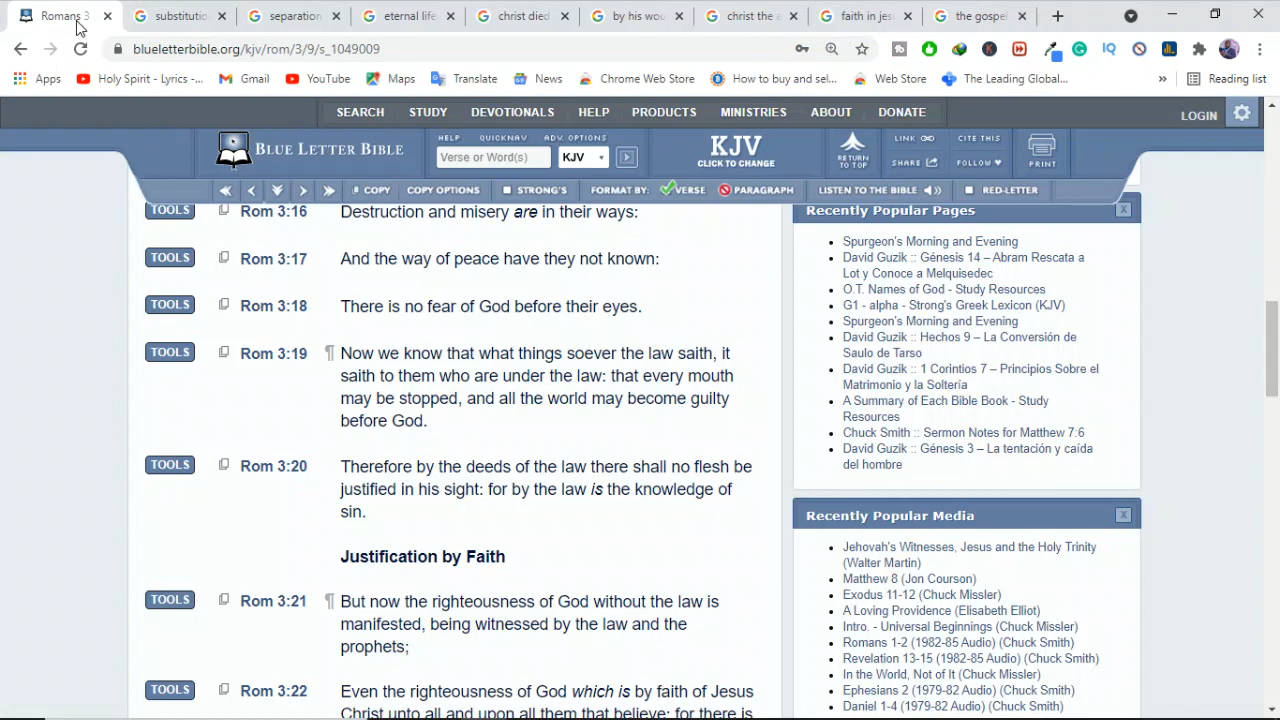 Romans 3
substitutio
separation
eternal life
christ died
by his wou
christ the a
faith in jes
the gospel
blueletterbible.org/kjv/rom/3/9/s_1049009
Apps
Holy Spirit - Lyrics -...
Gmail
YouTube
Maps
Translate
News
Chrome Web Store
How to buy and sel...
Web Store
The Leading Global...
»
Reading list
SEARCH STUDY DEVOTIONALS HELP PRODUCTS MINISTRIES ABOUT DONATE
LOGIN
BLUE LETTER BIBLE
HELP QUICKNAV ADV. OPTIONS
Verse or Word(s)
KJV
KJV
CLICK TO CHANGE
RETURN
TO TOP
LINK
CITE THIS
SHARE
FOLLOW
PRINT
COPY COPY OPTIONS STRONG'S FORMAT BY: VERSE PARAGRAPH LISTEN TO THE BIBLE RED-LETTER
TOOLS Rom 3:16 Destruction and misery are in their ways:
TOOLS Rom 3:17 And the way of peace have they not known:
TOOLS Rom 3:18 There is no fear of God before their eyes.
TOOLS Rom 3:19 ¶ Now we know that what things soever the law saith, it
saith to them who are under the law: that every mouth
may be stopped, and all the world may become guilty
before God.
TOOLS Rom 3:20 Therefore by the deeds of the law there shall no flesh be
justified in his sight: for by the law is the knowledge of
sin.
Justification by Faith
TOOLS Rom 3:21 ¶ But now the righteousness of God without the law is
manifested, being witnessed by the law and the
prophets;
TOOLS Rom 3:22 Even the righteousness of God which is by faith of Jesus
Christ unto all and upon all them that believe: for there is
Recently Popular Pages
Spurgeon's Morning and Evening
David Guzik :: Génesis 14 – Abram Rescata a
Lot y Conoce a Melquisedec
O.T. Names of God - Study Resources
G1 - alpha - Strong's Greek Lexicon (KJV)
Spurgeon's Morning and Evening
David Guzik :: Hechos 9 – La Conversión de
Saulo de Tarso
David Guzik :: 1 Corintios 7 – Principios Sobre el
Matrimonio y la Soltería
A Summary of Each Bible Book - Study
Resources
Chuck Smith :: Sermon Notes for Matthew 7:6
David Guzik :: Génesis 3 – La tentación y caída
del hombre
Recently Popular Media
Jehovah's Witnesses, Jesus and the Holy Trinity
(Walter Martin)
Matthew 8 (Jon Courson)
Exodus 11-12 (Chuck Missler)
A Loving Providence (Elisabeth Elliot)
Intro. - Universal Beginnings (Chuck Missler)
Romans 1-2 (1982-85 Audio) (Chuck Smith)
Revelation 13-15 (1982-85 Audio) (Chuck Smith)
In the World, Not of It (Chuck Missler)
Ephesians 2 (1979-82 Audio) (Chuck Smith)
Daniel 1-4 (1979-82 Audio) (Chuck Smith)